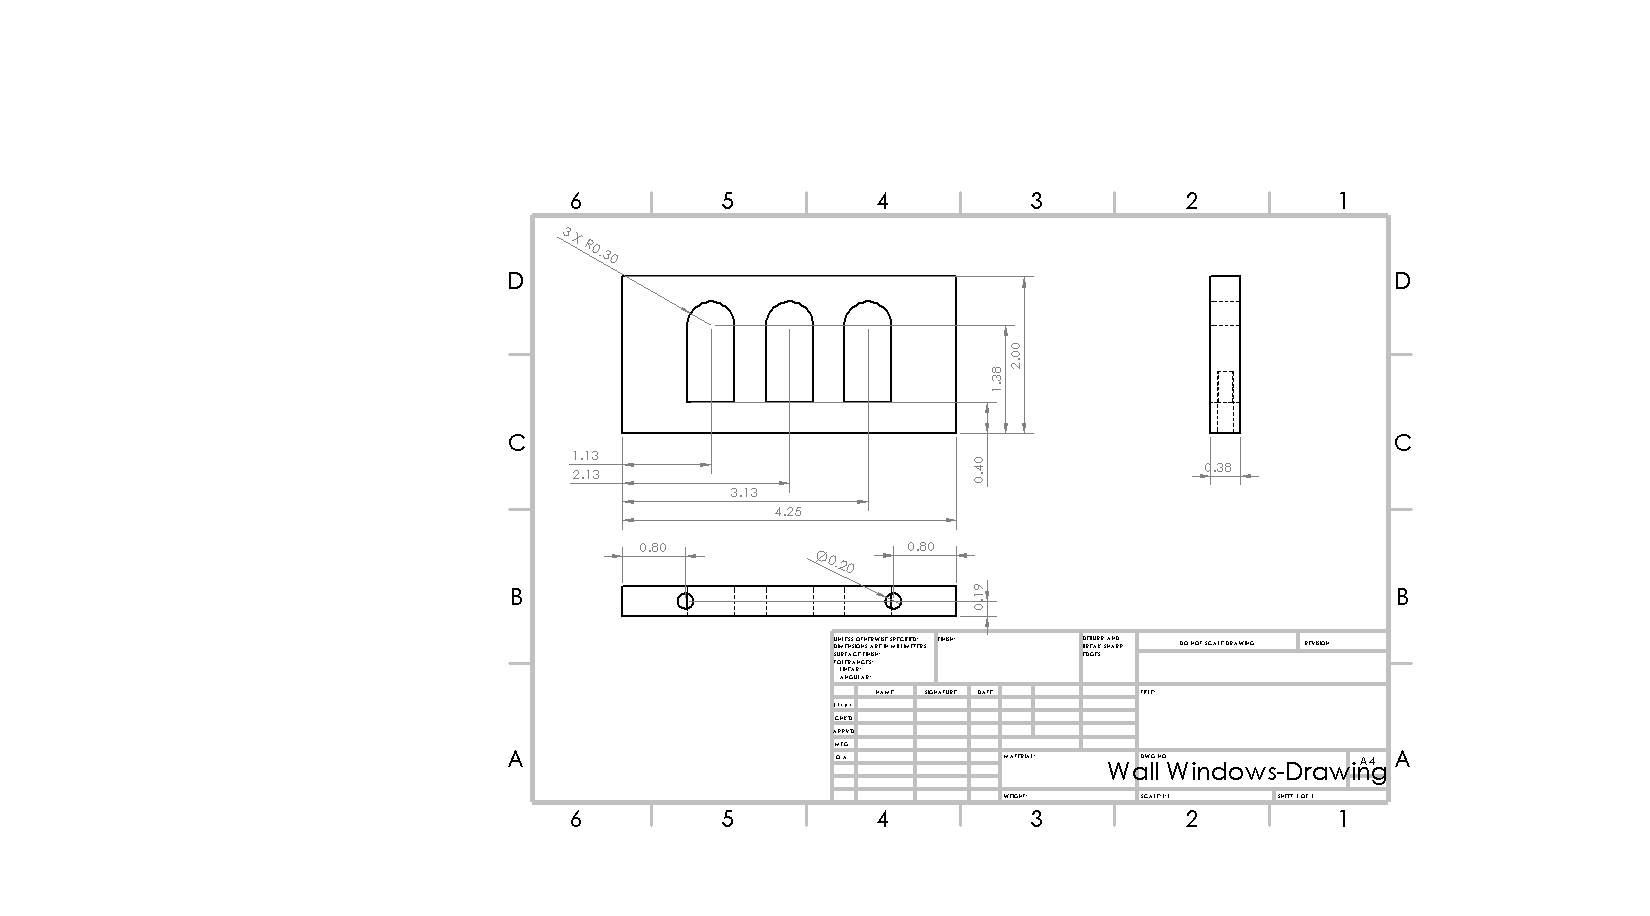 6 5 4 3 2 1
3 X R0.30
D D
2.00
1.38
C C
1.13
2.13
3.13
4.25
0.40
0.38
0.80 0.80
Ø0.20
0.19
B B
UNLESS OTHERWISE SPECIFIED:
DIMENSIONS ARE IN MILLIMETERS
SURFACE FINISH:
TOLERANCES:
LINEAR:
ANGULAR:
FINISH:
DEBURR AND
BREAK SHARP
EDGES
DO NOT SCALE DRAWING
REVISION
NAME SIGNATURE DATE
TITLE:
CHK'D
APPV'D
MFG
Q.A
MATERIAL:
DWG NO.
Wall Windows-Drawing
A4
A A
WEIGHT:
SCALE:1:1
SHEET 1 OF 1
6 5 4 3 2 1